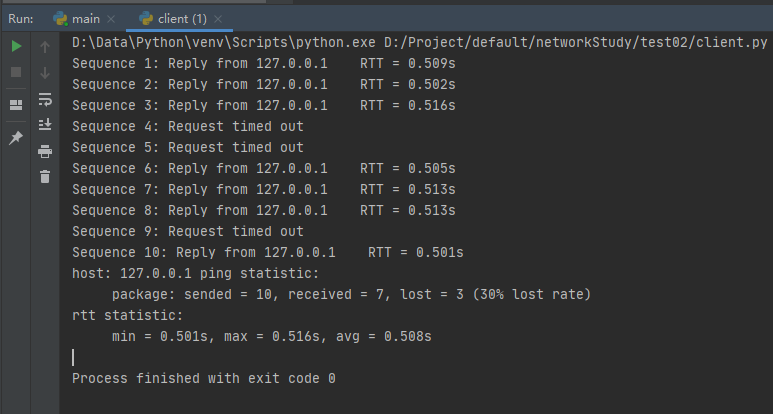 Run: main client (1)
D:\Data\Python\venv\Scripts\python.exe D:/Project/default/networkStudy/test02/client.py
Sequence 1: Reply from 127.0.0.1    RTT = 0.509s
Sequence 2: Reply from 127.0.0.1    RTT = 0.502s
Sequence 3: Reply from 127.0.0.1    RTT = 0.516s
Sequence 4: Request timed out
Sequence 5: Request timed out
Sequence 6: Reply from 127.0.0.1    RTT = 0.505s
Sequence 7: Reply from 127.0.0.1    RTT = 0.513s
Sequence 8: Reply from 127.0.0.1    RTT = 0.513s
Sequence 9: Request timed out
Sequence 10: Reply from 127.0.0.1    RTT = 0.501s
host: 127.0.0.1 ping statistic:
     package: sended = 10, received = 7, lost = 3 (30% lost rate)
rtt statistic:
     min = 0.501s, max = 0.516s, avg = 0.508s
Process finished with exit code 0